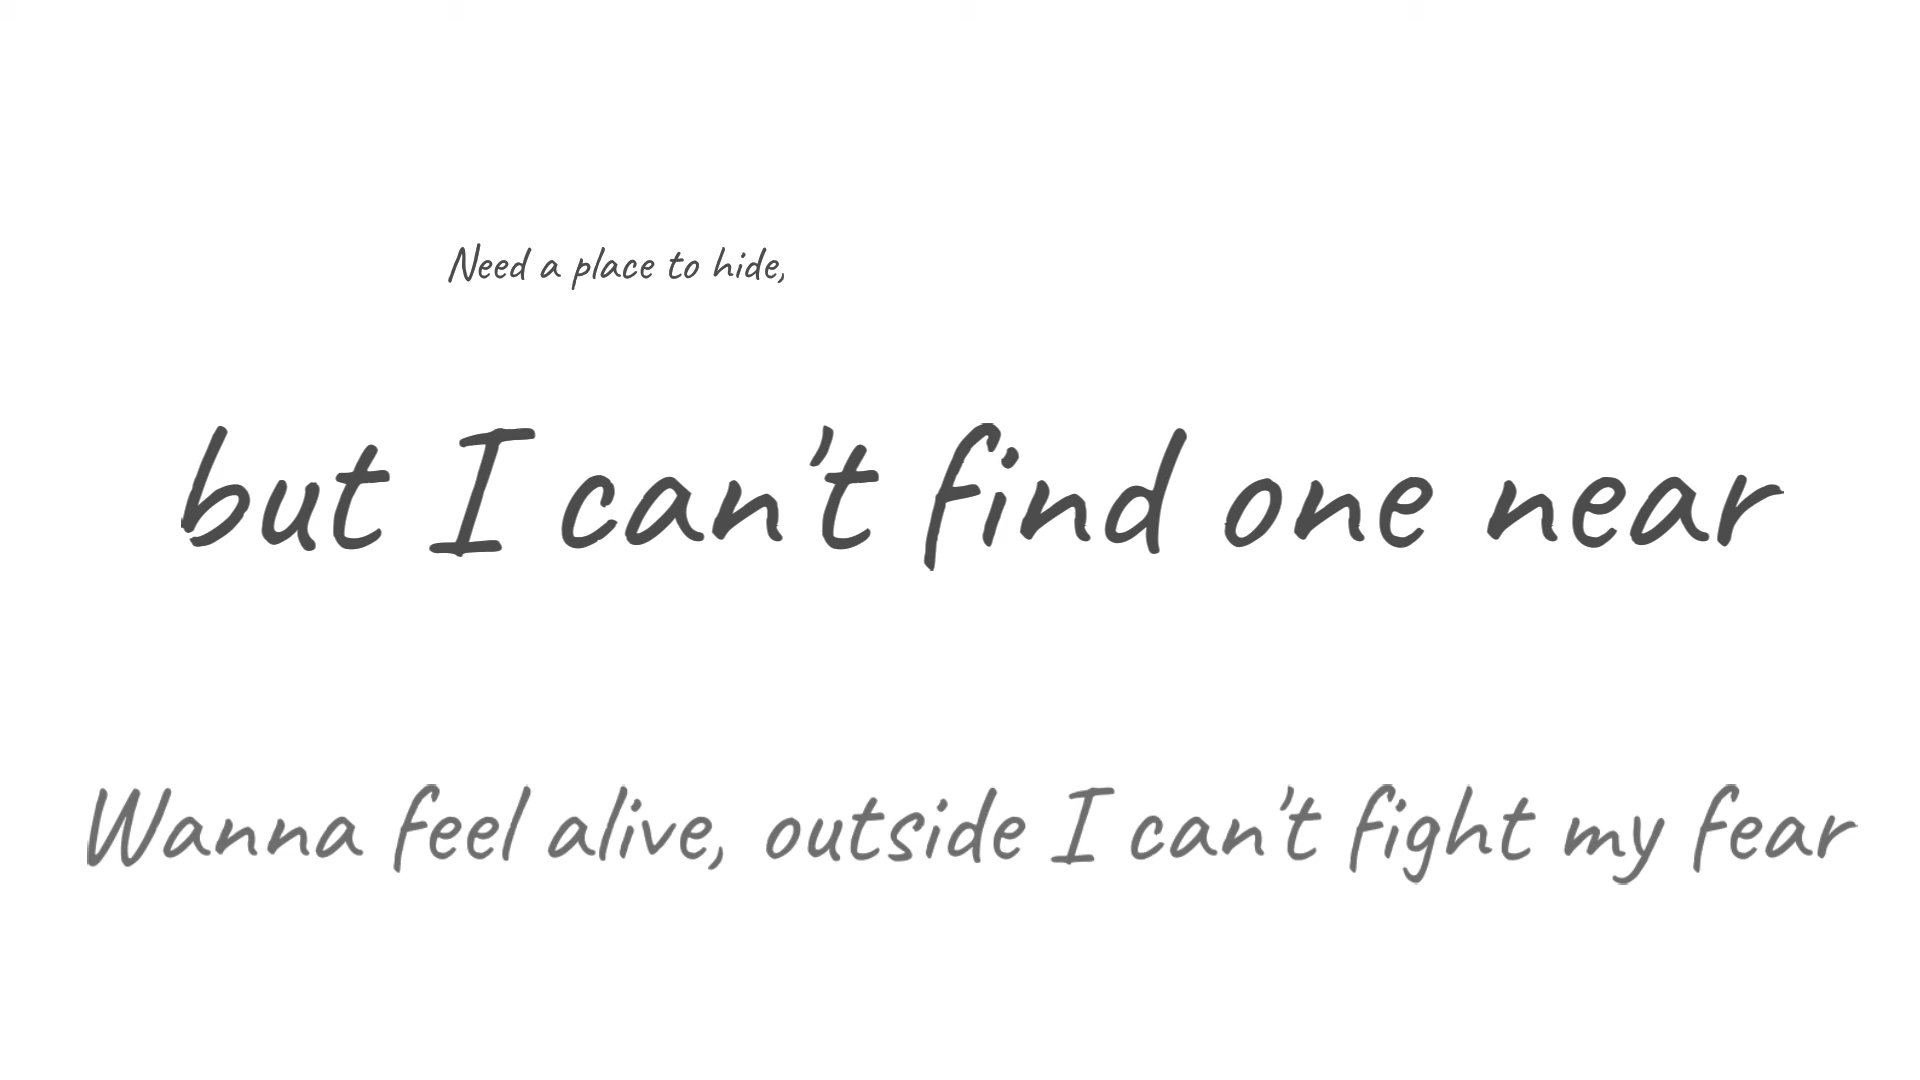 Need a place to hide,
but I can't find one near
Wanna feel alive, outside I can't fight my fear